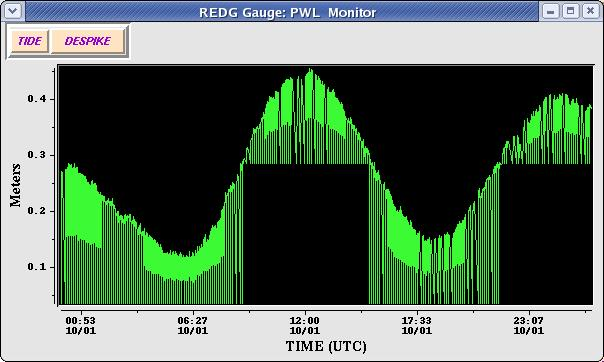 REDG Gauge: PWL Monitor
TIDE DESPIKE
0.4
0.3
0.2
0.1
Meters
00:53 06:27 12:00 17:33 23:07
10/01 10/01 10/01 10/01 10/01
TIME (UTC)